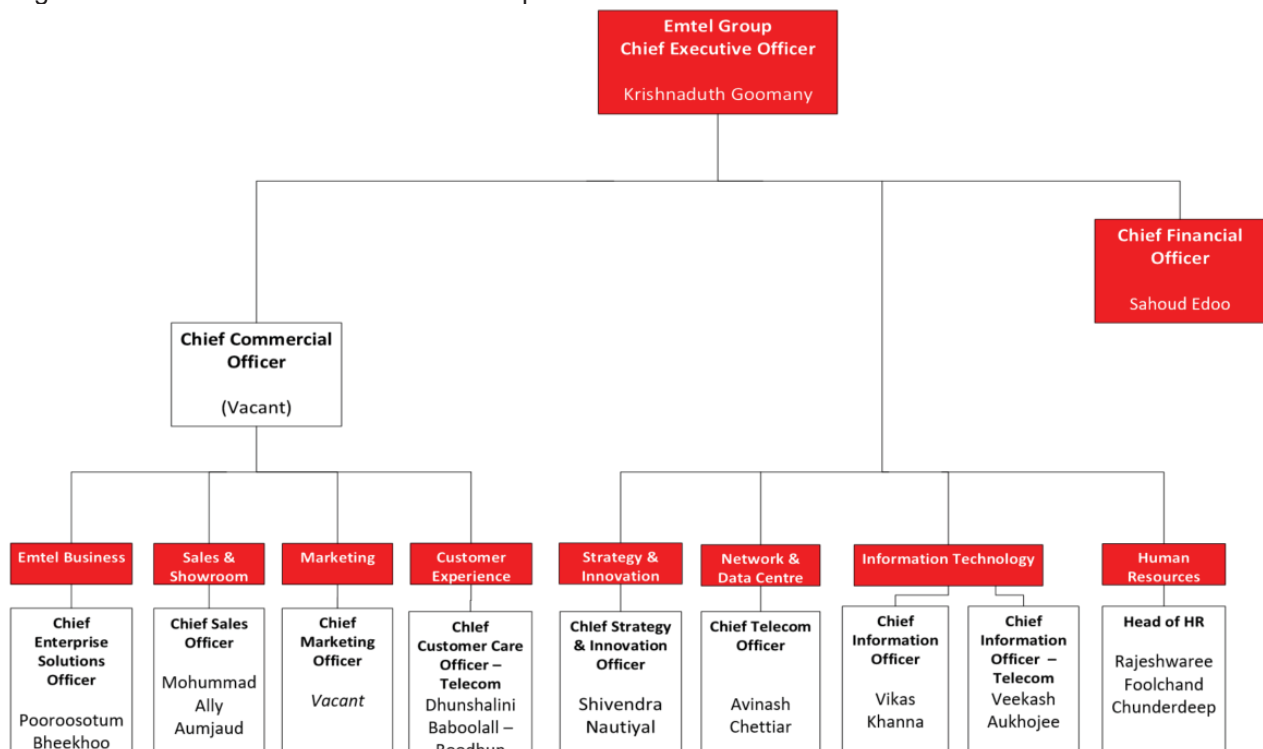 Emtel Group
Chief Executive Officer
Krishnaduth Goomany
Chief Financial
Officer
Sahoud Edoo
Chief Commercial
Officer
(Vacant)
Emtel Business
Sales &
Showroom
Marketing
Customer
Experience
Strategy &
Innovation
Network &
Data Centre
Information Technology
Human
Resources
Chief
Enterprise
Solutions
Officer
Pooroosotum
Bheekhoo
Chief Sales
Officer
Mohummad
Ally
Aumjaud
Chief
Marketing
Officer
Vacant
Chief
Customer Care
Officer –
Telecom
Dhunshalini
Baboolall –
Chief Strategy
& Innovation
Officer
Shivendra
Nautiyal
Chief Telecom
Officer
Avinash
Chettiar
Chief
Information
Officer
Vikas
Khanna
Chief
Information
Officer –
Telecom
Veekash
Aukhojee
Head of HR
Rajeshwaree
Foolchand
Chunderdeep